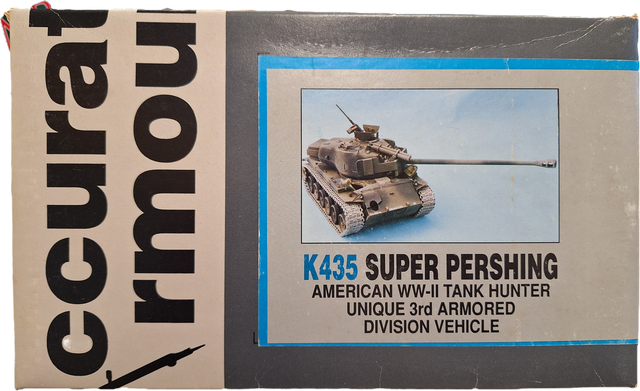 ccurat
rmou
K435 SUPER PERSHING
AMERICAN WW-II TANK HUNTER
UNIQUE 3rd ARMORED
DIVISION VEHICLE